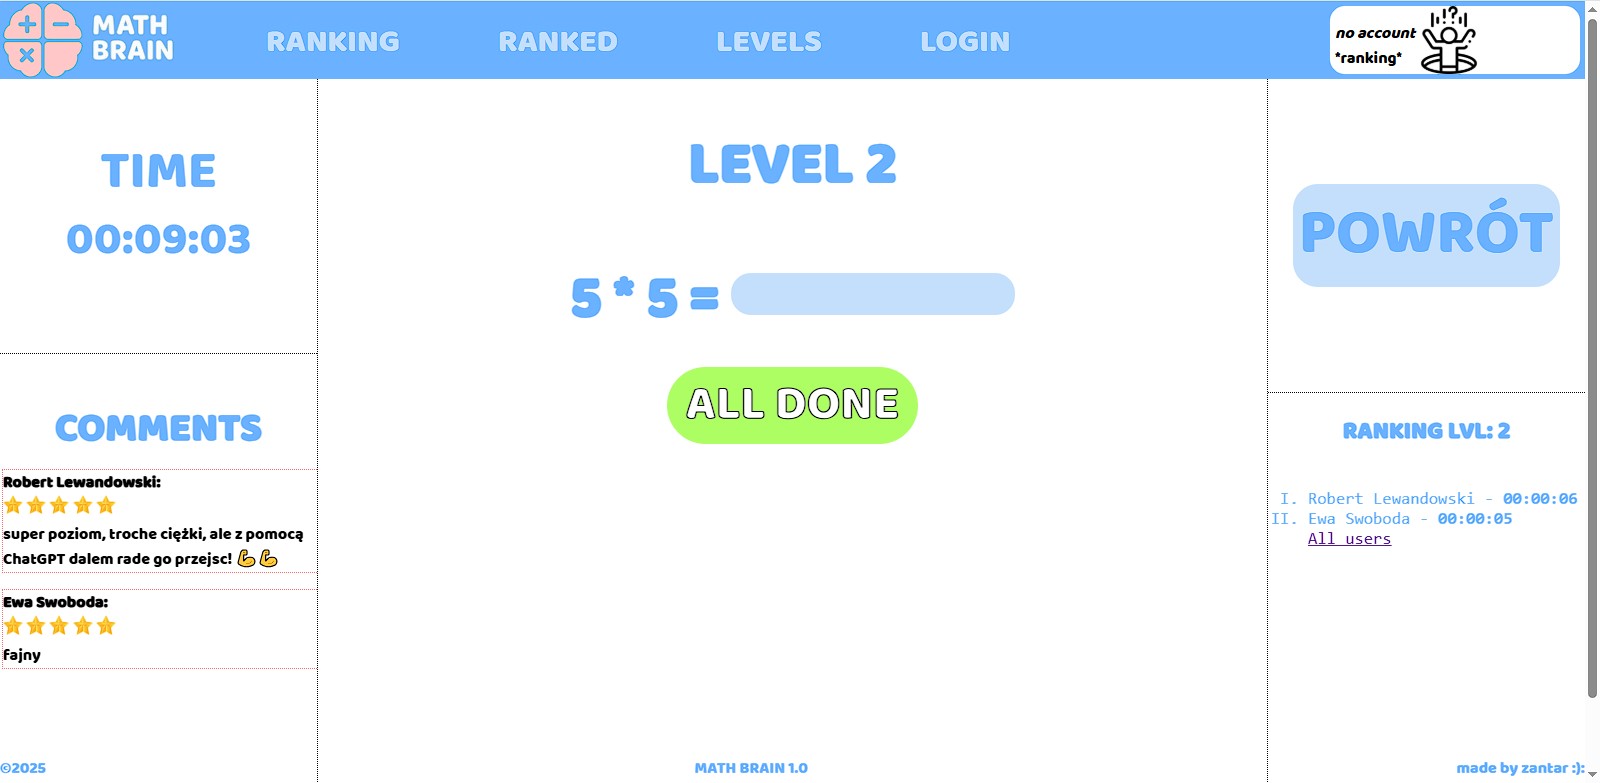 MATH
BRAIN
RANKING
RANKED
LEVELS
LOGIN
no account
*ranking*
TIME
00:09:03
LEVEL 2
5 * 5 =
ALL DONE
POWRÓT
COMMENTS
Robert Lewandowski:
super poziom, troche ciężki, ale z pomocą
ChatGPT dalem rade go przejsc! 💪💪
Ewa Swoboda:
fajny
RANKING LVL: 2
I. Robert Lewandowski - 00:00:06
II. Ewa Swoboda - 00:00:05
All users
©2025
MATH BRAIN 1.0
made by zantar :):